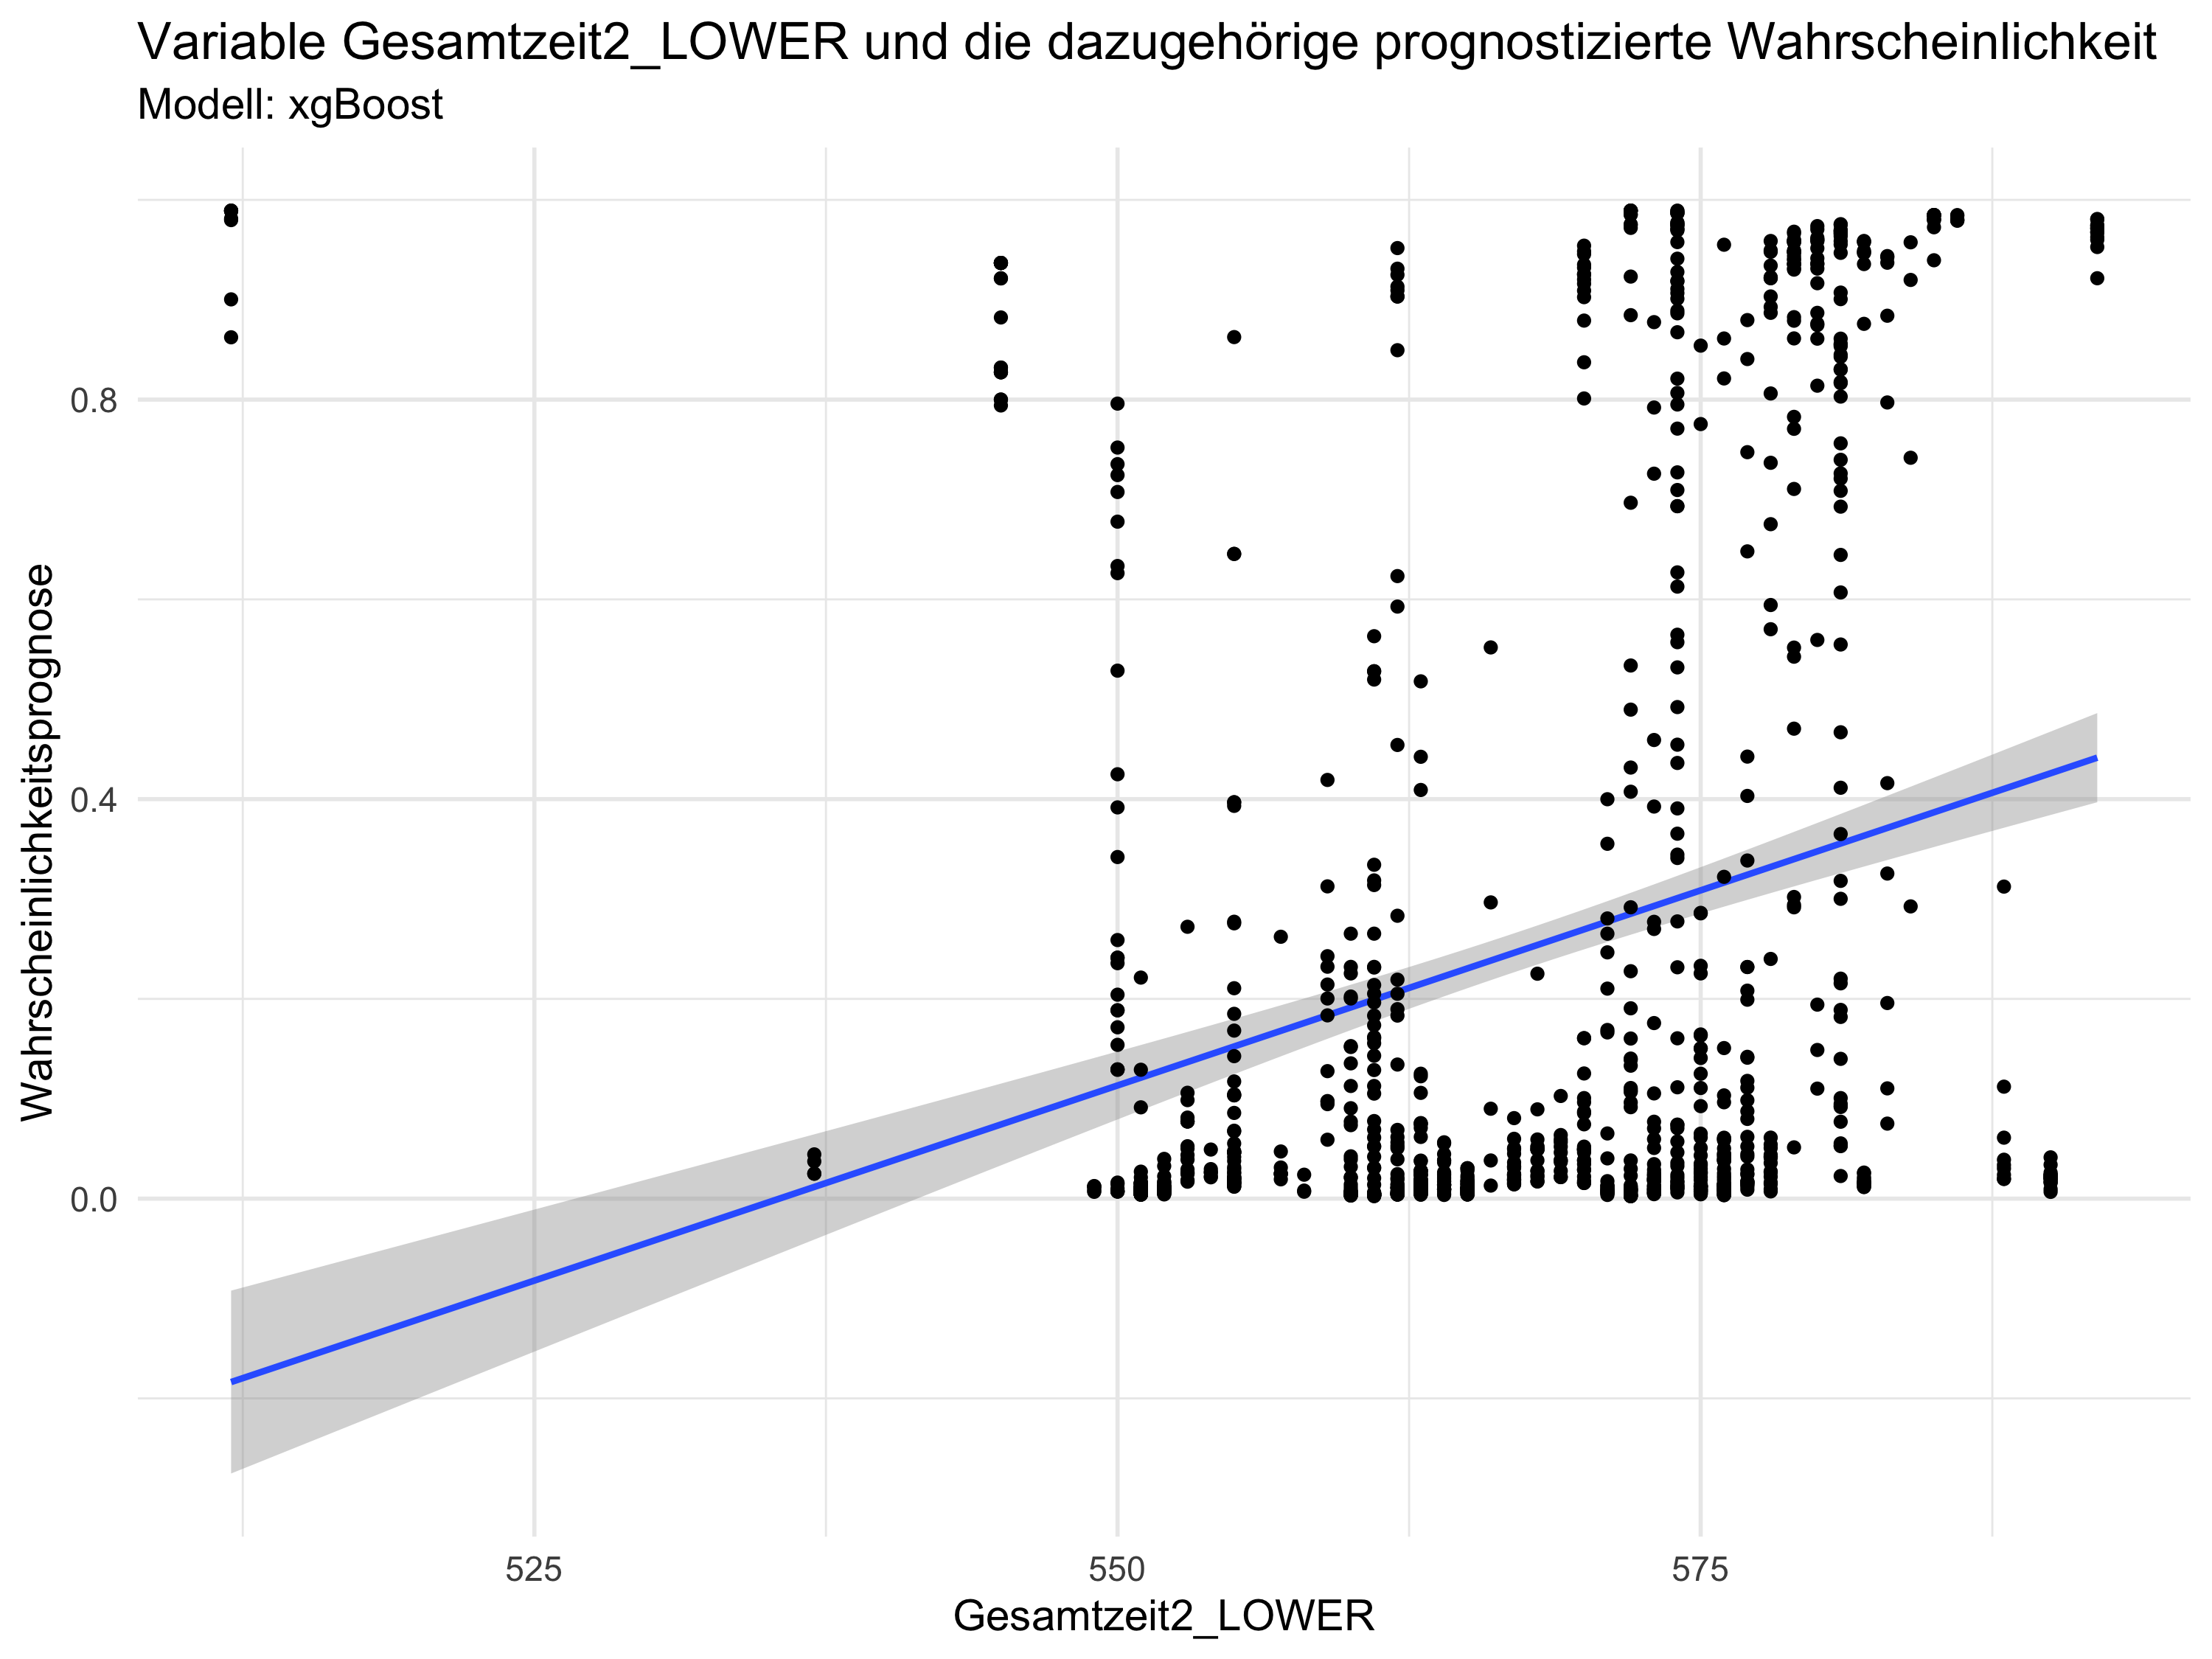 Variable Gesamtzeit2_LOWER und die dazugehörige prognostizierte Wahrscheinlichkeit
Modell: xgBoost
Wahrscheinlichkeitsprognose
0.8
0.4
0.0
525
550
575
Gesamtzeit2_LOWER